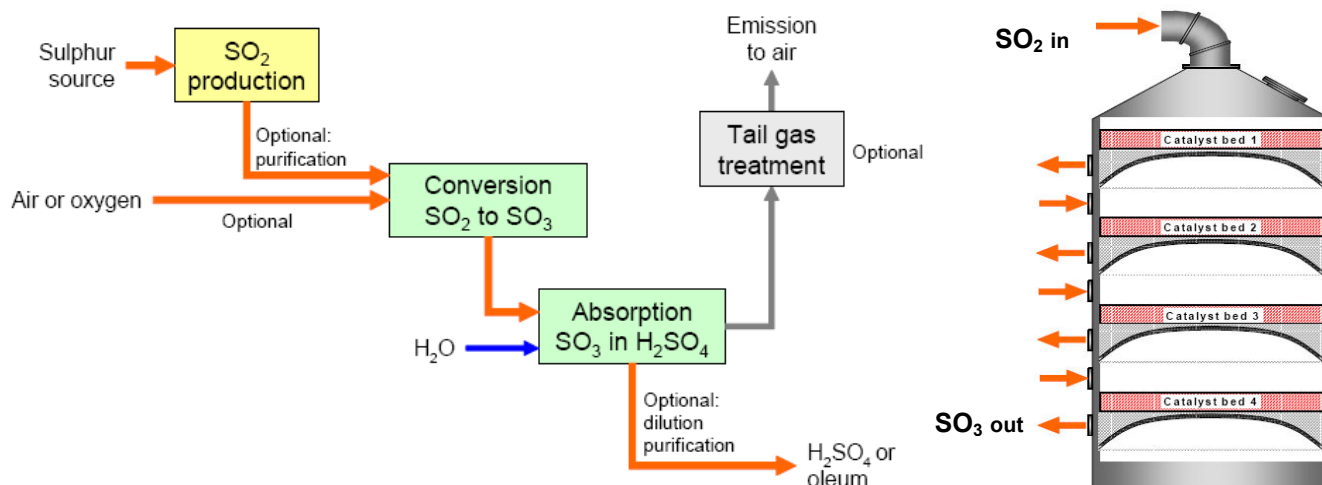 Sulphur
source
SO₂
production
Optional:
purification
Air or oxygen
Optional
Conversion
SO₂ to SO₃
H₂O
Absorption
SO₃ in H₂SO₄
Optional:
dilution
purification
H₂SO₄ or
oleum
Emission
to air
Tail gas
treatment
Optional
SO₂ in
Catalyst bed 1
Catalyst bed 2
Catalyst bed 3
Catalyst bed 4
SO₃ out